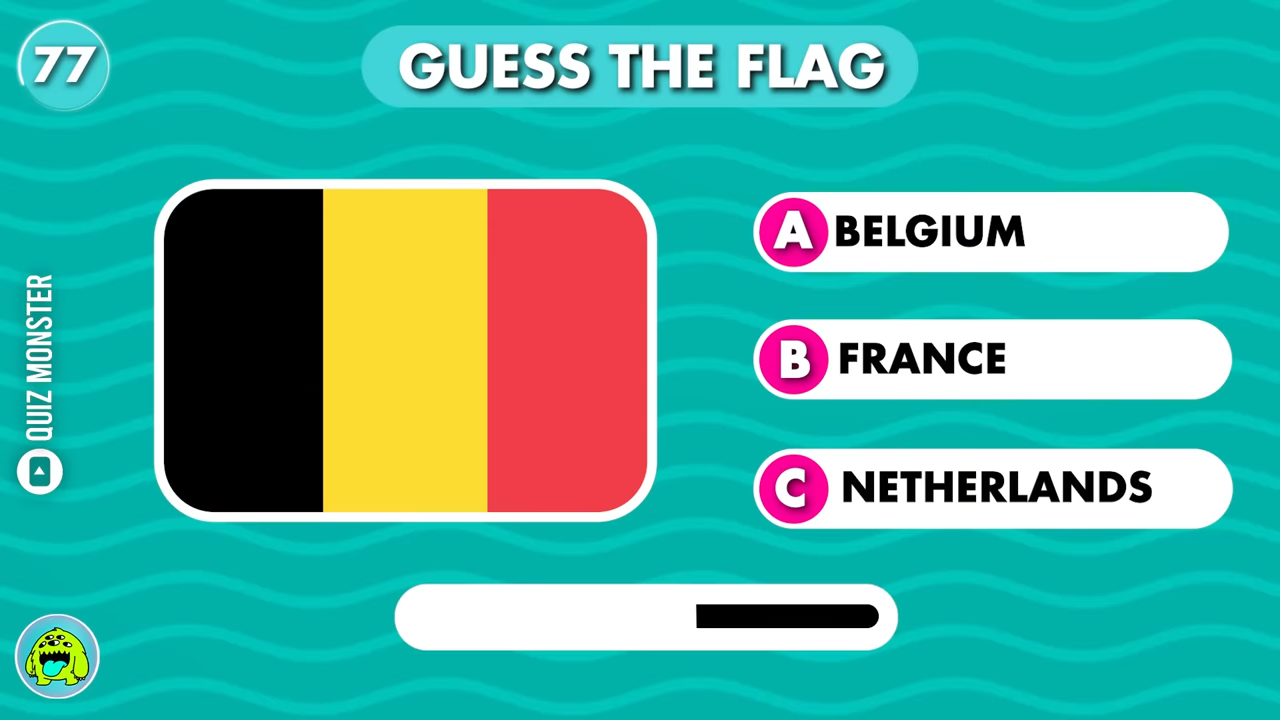 77
GUESS THE FLAG
A BELGIUM
B FRANCE
C NETHERLANDS
QUIZ MONSTER